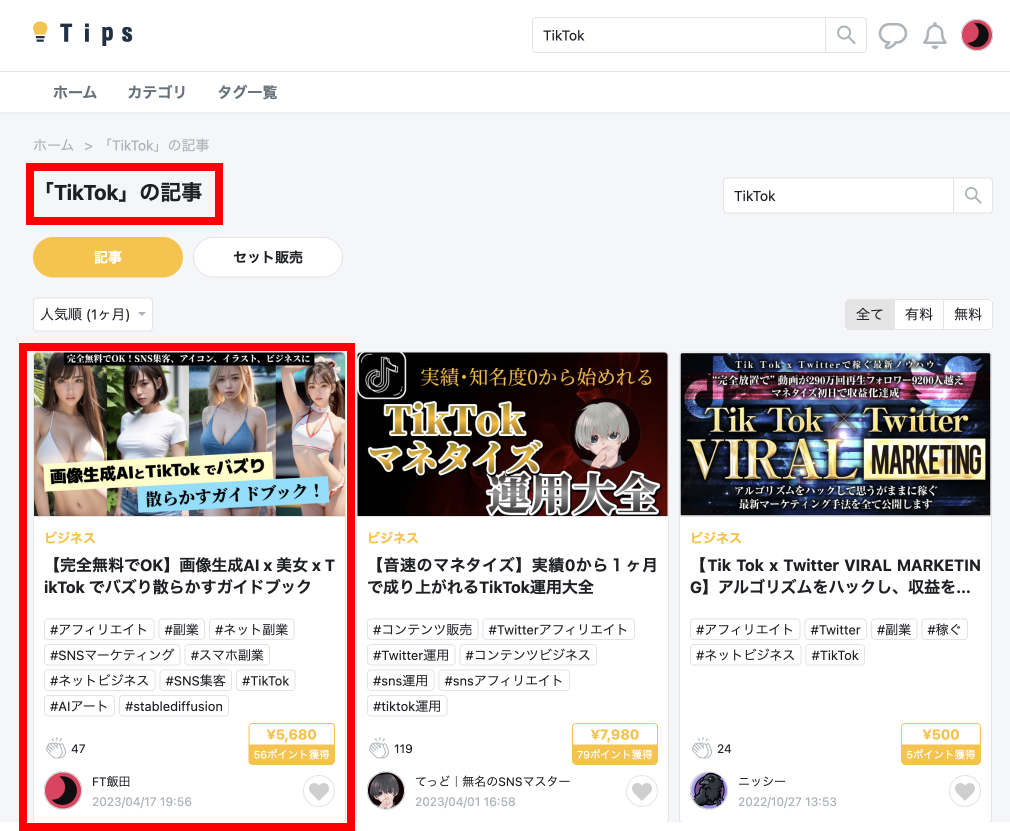 Tips
TikTok
ホーム カテゴリ タグ一覧
ホーム > 「TikTok」の記事
「TikTok」の記事
TikTok
記事 セット販売
人気順 (1ヶ月)
全て 有料 無料
完全無料でOK！SNS集客、アイコン、イラスト、ビジネスに
画像生成AIとTikTokでバズり
散らかすガイドブック！
ビジネス
【完全無料でOK】画像生成AI x 美女 x T
ikTok でバズり散らかすガイドブック
#アフィリエイト #副業 #ネット副業
#SNSマーケティング #スマホ副業
#ネットビジネス #SNS集客 #TikTok
#AIアート #stablediffusion
47
¥5,680
56ポイント獲得
FT飯田
2023/04/17 19:56
実績・知名度0から始めれる
TikTok
マネタイズ
運用大全
ビジネス
【音速のマネタイズ】実績0から１ヶ月
で成り上がれるTikTok運用大全
#コンテンツ販売 #Twitterアフィリエイト
#Twitter運用 #コンテンツビジネス
#sns運用 #snsアフィリエイト
#tiktok運用
119
¥7,980
79ポイント獲得
てっど｜無名のSNSマスター
2023/04/01 16:58
Tik Tok x Twitterで稼ぐ最新ノウハウ
"完全放置で"動画が290万回再生フォロワー9200人越え
マネタイズ初日で収益化達成
Tik Tok × Twitter
VIRAL MARKETING
アルゴリズムをハックして思うがままに稼ぐ
最新マーケティング手法を全て公開します
ビジネス
【Tik Tok x Twitter VIRAL MARKETIN
G】アルゴリズムをハックし、収益を...
#アフィリエイト #Twitter #副業 #稼ぐ
#ネットビジネス #TikTok
24
¥500
5ポイント獲得
ニッシー
2022/10/27 13:53